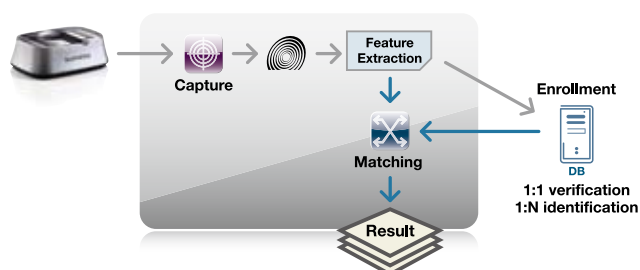 Feature
Extraction
Capture
Enrollment
Matching
DB
1:1 verification
1:N identification
Result